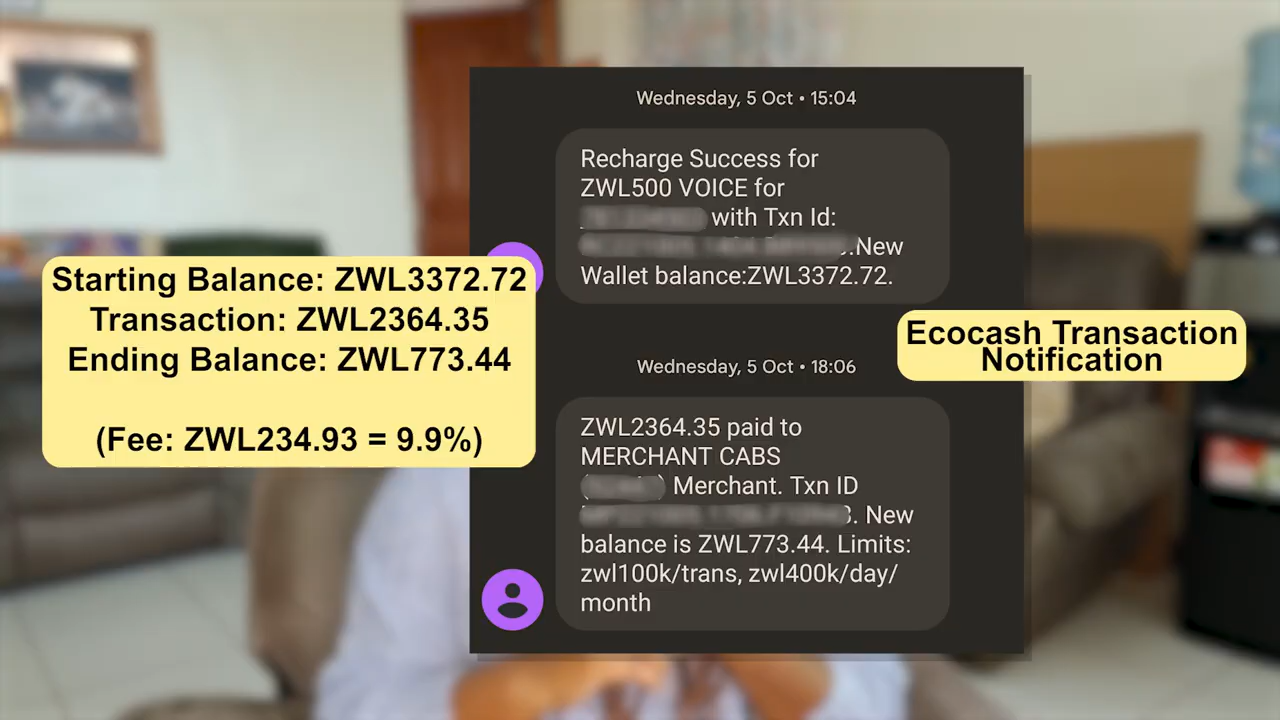 Wednesday, 5 Oct • 15:04
Recharge Success for
ZWL500 VOICE for
with Txn Id:
.New
Wallet balance:ZWL3372.72.
Starting Balance: ZWL3372.72
Transaction: ZWL2364.35
Ending Balance: ZWL773.44
(Fee: ZWL234.93 = 9.9%)
Ecocash Transaction
Notification
Wednesday, 5 Oct • 18:06
ZWL2364.35 paid to
MERCHANT CABS
Merchant. Txn ID
. New
balance is ZWL773.44. Limits:
zwl100k/trans, zwl400k/day/
month